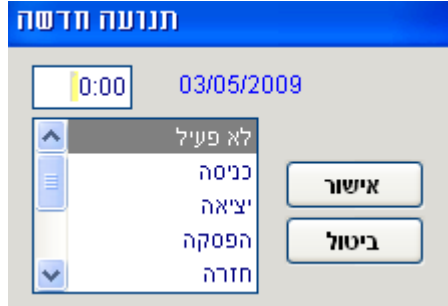 תנועה חדשה
03/05/2009 0:00
לא פעיל
כניסה
יציאה
הפסקה
חזרה
אישור
ביטול